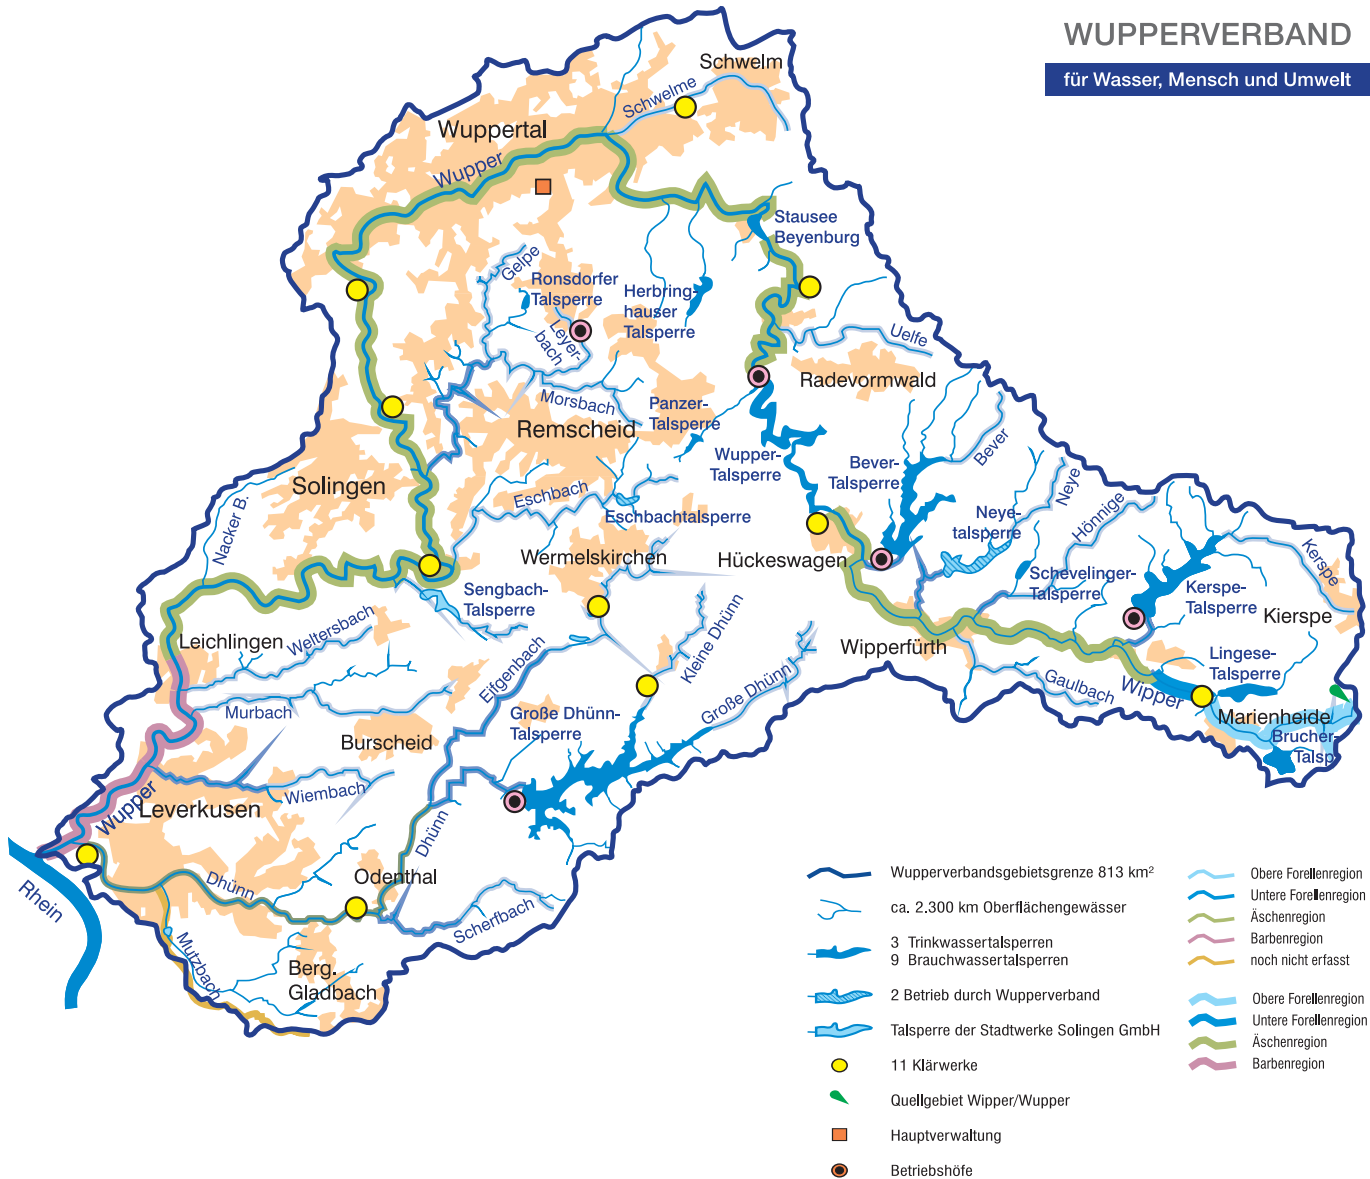 WUPPERVERBAND
für Wasser, Mensch und Umwelt
Schwelm
Schwelme
Wuppertal
Wupper
Stausee
Beyenburg
Gelpe
Ronsdorfer
Talsperre
Herbring-
hauser
Talsperre
Leyer-
bach
Uelfe
Radevormwald
Morsbach
Panzer-
Talsperre
Remscheid
Wupper-
Talsperre
Bever-
Talsperre
Bever
Neye
Solingen
Nacker B.
Eschbach
Eschbachtalsperre
Neye-
talsperre
Hönnige
Kerspe
Wermelskirchen
Hückeswagen
Schevelinger-
Talsperre
Kerspe-
Talsperre
Kierspe
Sengbach-
Talsperre
Leichlingen
Weltersbach
Kleine Dhünn
Wipperfürth
Lingese-
Talsperre
Eifgenbach
Gaulbach
Wipper
Murbach
Große Dhünn-
Talsperre
Große Dhünn
Marienheide
Brucher-
Talsp.
Burscheid
Wupper
Leverkusen
Wiembach
Dhünn
Rhein
Dhünn
Odenthal
Scherfbach
Mutzbach
Berg.
Gladbach
Wupperverbandsgebietsgrenze 813 km²
ca. 2.300 km Oberflächengewässer
3 Trinkwassertalsperren
9 Brauchwassertalsperren
2 Betrieb durch Wupperverband
Talsperre der Stadtwerke Solingen GmbH
11 Klärwerke
Quellgebiet Wipper/Wupper
Hauptverwaltung
Betriebshöfe
Obere Forellenregion
Untere Forellenregion
Äschenregion
Barbenregion
noch nicht erfasst
Obere Forellenregion
Untere Forellenregion
Äschenregion
Barbenregion